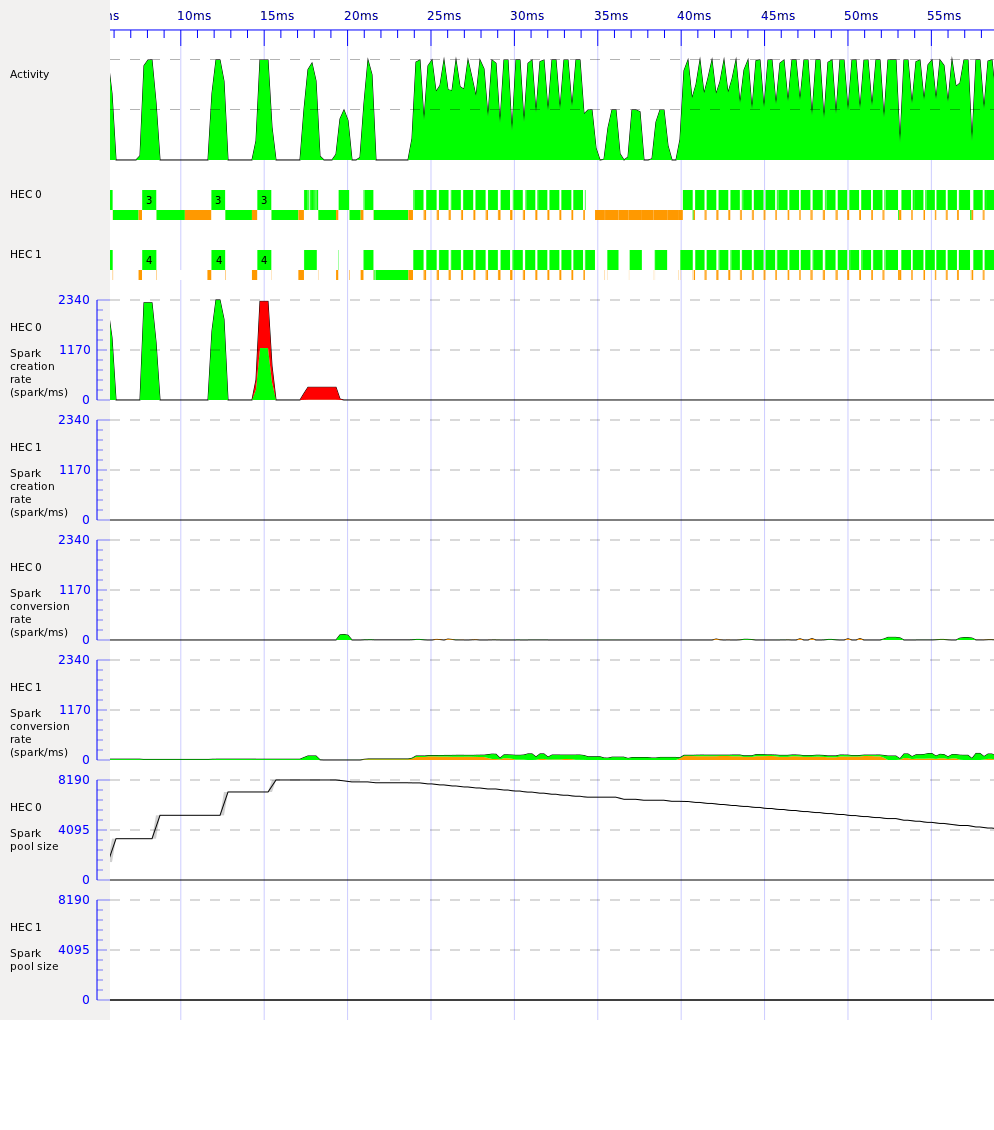 s 10ms 15ms 20ms 25ms 30ms 35ms 40ms 45ms 50ms 55ms
Activity
HEC 0 3 3 3
HEC 1 4 4 4
2340
HEC 0
1170
Spark
creation
rate
(spark/ms)
0
2340
HEC 1
1170
Spark
creation
rate
(spark/ms)
0
2340
HEC 0
1170
Spark
conversion
rate
(spark/ms)
0
2340
HEC 1
1170
Spark
conversion
rate
(spark/ms)
0
8190
HEC 0
4095
Spark
pool size
0
8190
HEC 1
4095
Spark
pool size
0